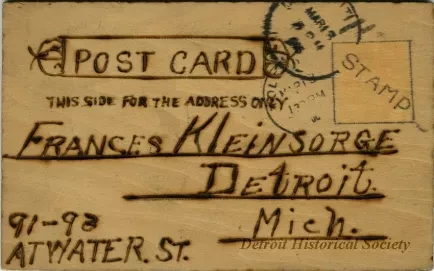 POST CARD
THIS SIDE FOR THE ADDRESS ONLY.
STAMP
FRANCES KLEINSORGE
DETROIT.
Mich.
91-93
ATWATER. ST.
Detroit Historical Society